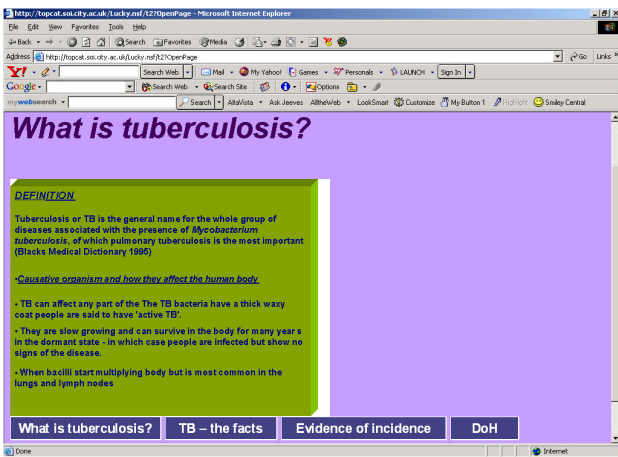 http://topcat.soi.city.ac.uk/Lucky.nsf/t2?OpenPage - Microsoft Internet Explorer
File Edit View Favorites Tools Help
Back Search Favorites Media
Address http://topcat.soi.city.ac.uk/Lucky.nsf/t2?OpenPage Go Links »
Y! Search Web Mail My Yahoo! Games Personals LAUNCH Sign In
Google Search Web Search Site Options
mywebsearch Search AltaVista Ask Jeeves AlltheWeb LookSmart Customize My Button 1 Highlight Smiley Central
What is tuberculosis?
DEFINITION
Tuberculosis or TB is the general name for the whole group of
diseases associated with the presence of Mycobacterium
tuberculosis, of which pulmonary tuberculosis is the most important
(Blacks Medical Dictionary 1995)
•Causative organism and how they affect the human body
• TB can affect any part of the The TB bacteria have a thick waxy
coat people are said to have 'active TB'.
• They are slow growing and can survive in the body for many year s
in the dormant state - in which case people are infected but show no
signs of the disease.
• When bacilli start multiplying body but is most common in the
lungs and lymph nodes
What is tuberculosis? TB – the facts Evidence of incidence DoH
Done Internet